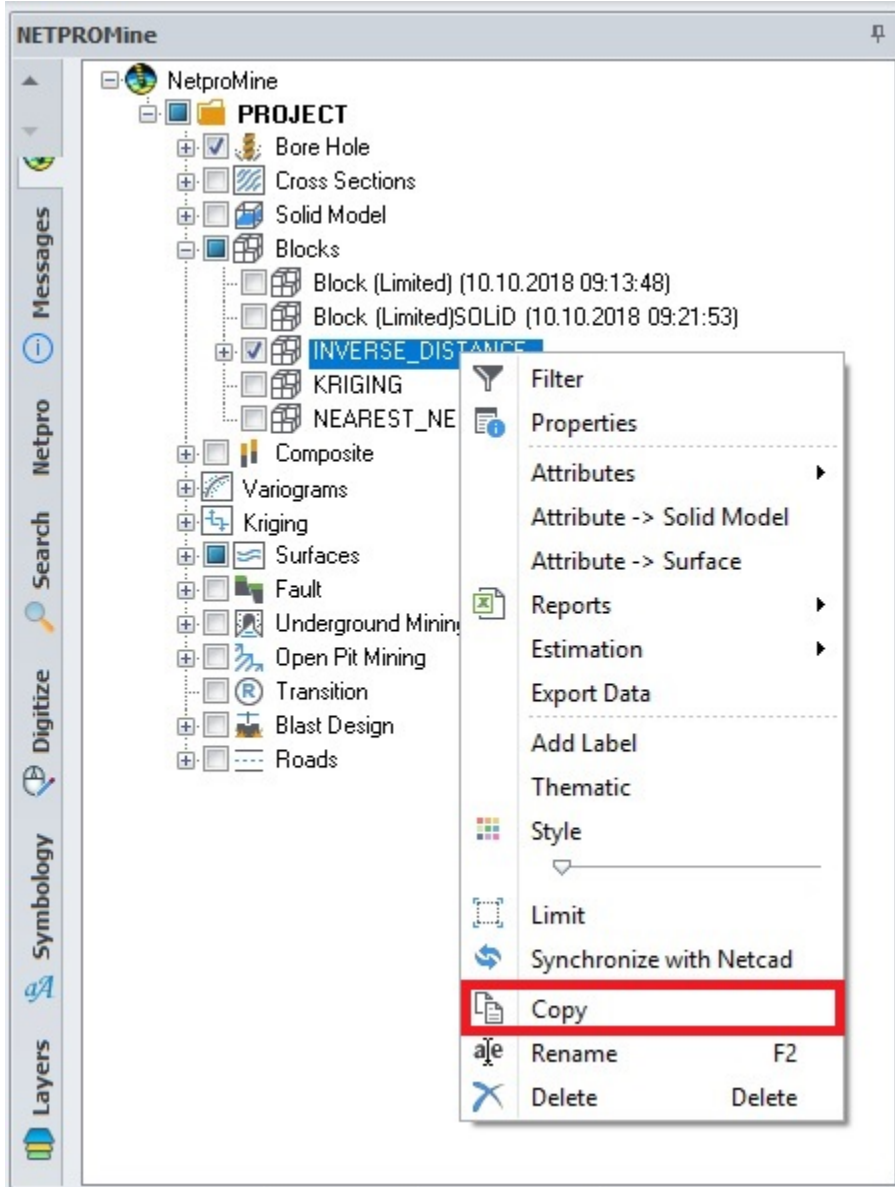 NETPROMine
NetproMine
PROJECT
Bore Hole
Cross Sections
Solid Model
Blocks
Block (Limited) (10.10.2018 09:13:48)
Block (Limited)SOLİD (10.10.2018 09:21:53)
INVERSE_DISTANCE
KRIGING
NEAREST_NE
Composite
Variograms
Kriging
Surfaces
Fault
Underground Mining
Open Pit Mining
R Transition
Blast Design
Roads
Filter
Properties
Attributes
Attribute -> Solid Model
Attribute -> Surface
Reports
Estimation
Export Data
Add Label
Thematic
Style
Limit
Synchronize with Netcad
Copy
Rename F2
Delete Delete
Messages
Netpro
Search
Digitize
Symbology
Layers